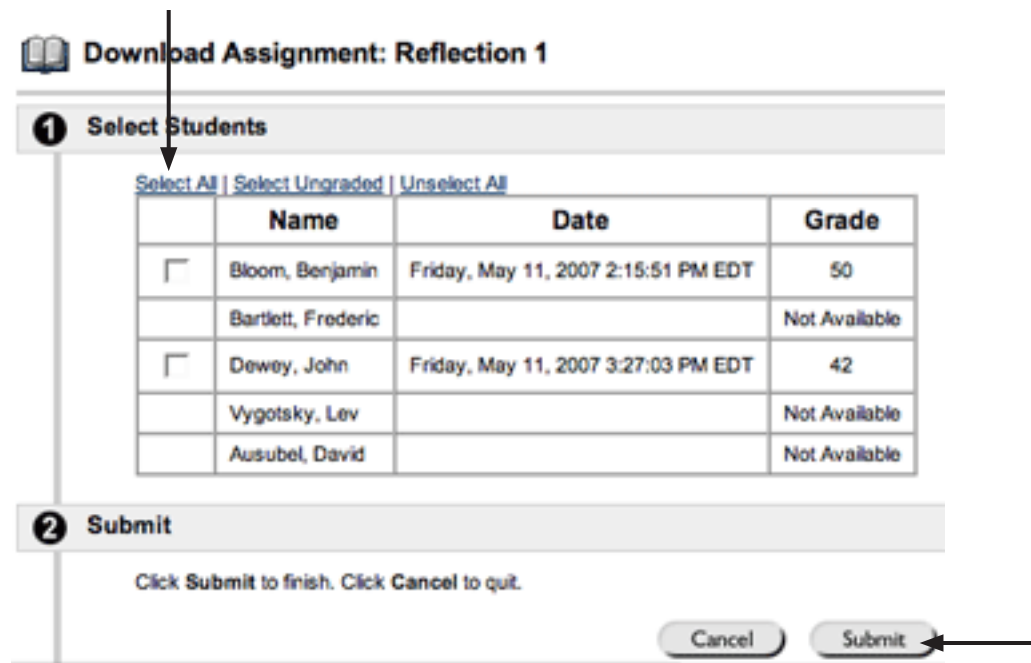 Download Assignment: Reflection 1
1 Select Students
Select All | Select Ungraded | Unselect All
Name Date Grade
Bloom, Benjamin Friday, May 11, 2007 2:15:51 PM EDT 50
Bartlett, Frederic Not Available
Dewey, John Friday, May 11, 2007 3:27:03 PM EDT 42
Vygotsky, Lev Not Available
Ausubel, David Not Available
2 Submit
Click Submit to finish. Click Cancel to quit.
Cancel Submit